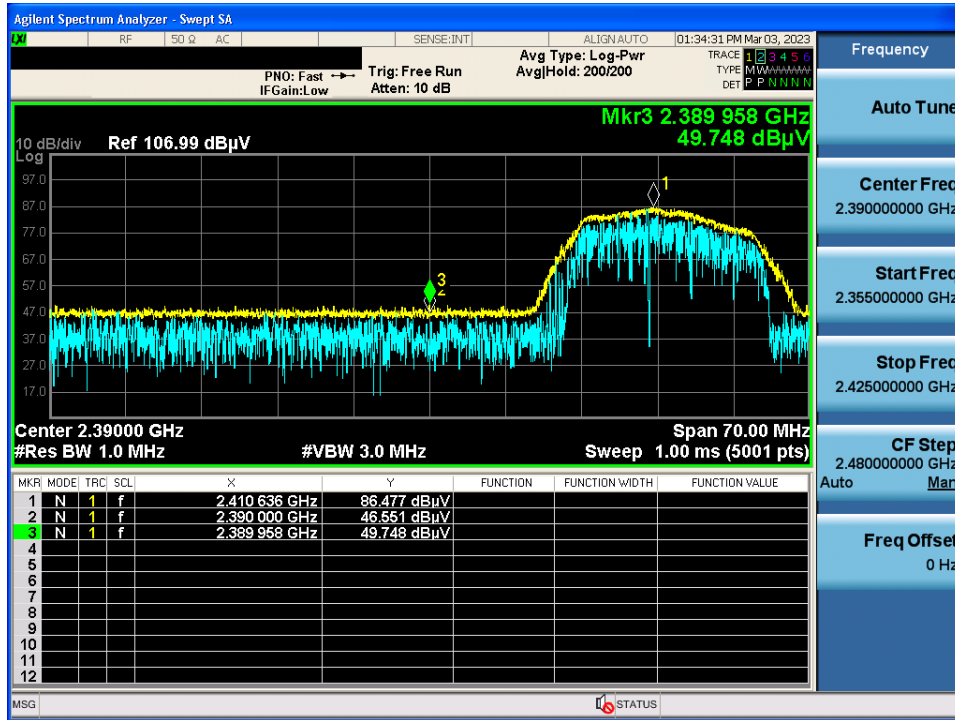 Agilent Spectrum Analyzer - Swept SA
LXI RF 50 Ω AC SENSE:INT ALIGN AUTO 01:34:31 PM Mar 03, 2023
PNO: Fast Trig: Free Run Avg Type: Log-Pwr TRACE 1 2 3 4 5 6
IFGain:Low Atten: 10 dB Avg|Hold: 200/200 TYPE M W
DET P P N N N N
Mkr3 2.389 958 GHz
49.748 dBµV
10 dB/div Ref 106.99 dBµV
Log
97.0
87.0
77.0
67.0
57.0
47.0
37.0
27.0
17.0
1
3
2
Center 2.39000 GHz Span 70.00 MHz
#Res BW 1.0 MHz #VBW 3.0 MHz Sweep 1.00 ms (5001 pts)
MKR MODE TRC SCL X Y FUNCTION FUNCTION WIDTH FUNCTION VALUE
1 N 1 f 2.410 636 GHz 86.477 dBµV
2 N 1 f 2.390 000 GHz 46.551 dBµV
3 N 1 f 2.389 958 GHz 49.748 dBµV
4
5
6
7
8
9
10
11
12
MSG STATUS
Frequency
Auto Tune
Center Freq
2.390000000 GHz
Start Freq
2.355000000 GHz
Stop Freq
2.425000000 GHz
CF Step
2.480000000 GHz
Auto Man
Freq Offset
0 Hz